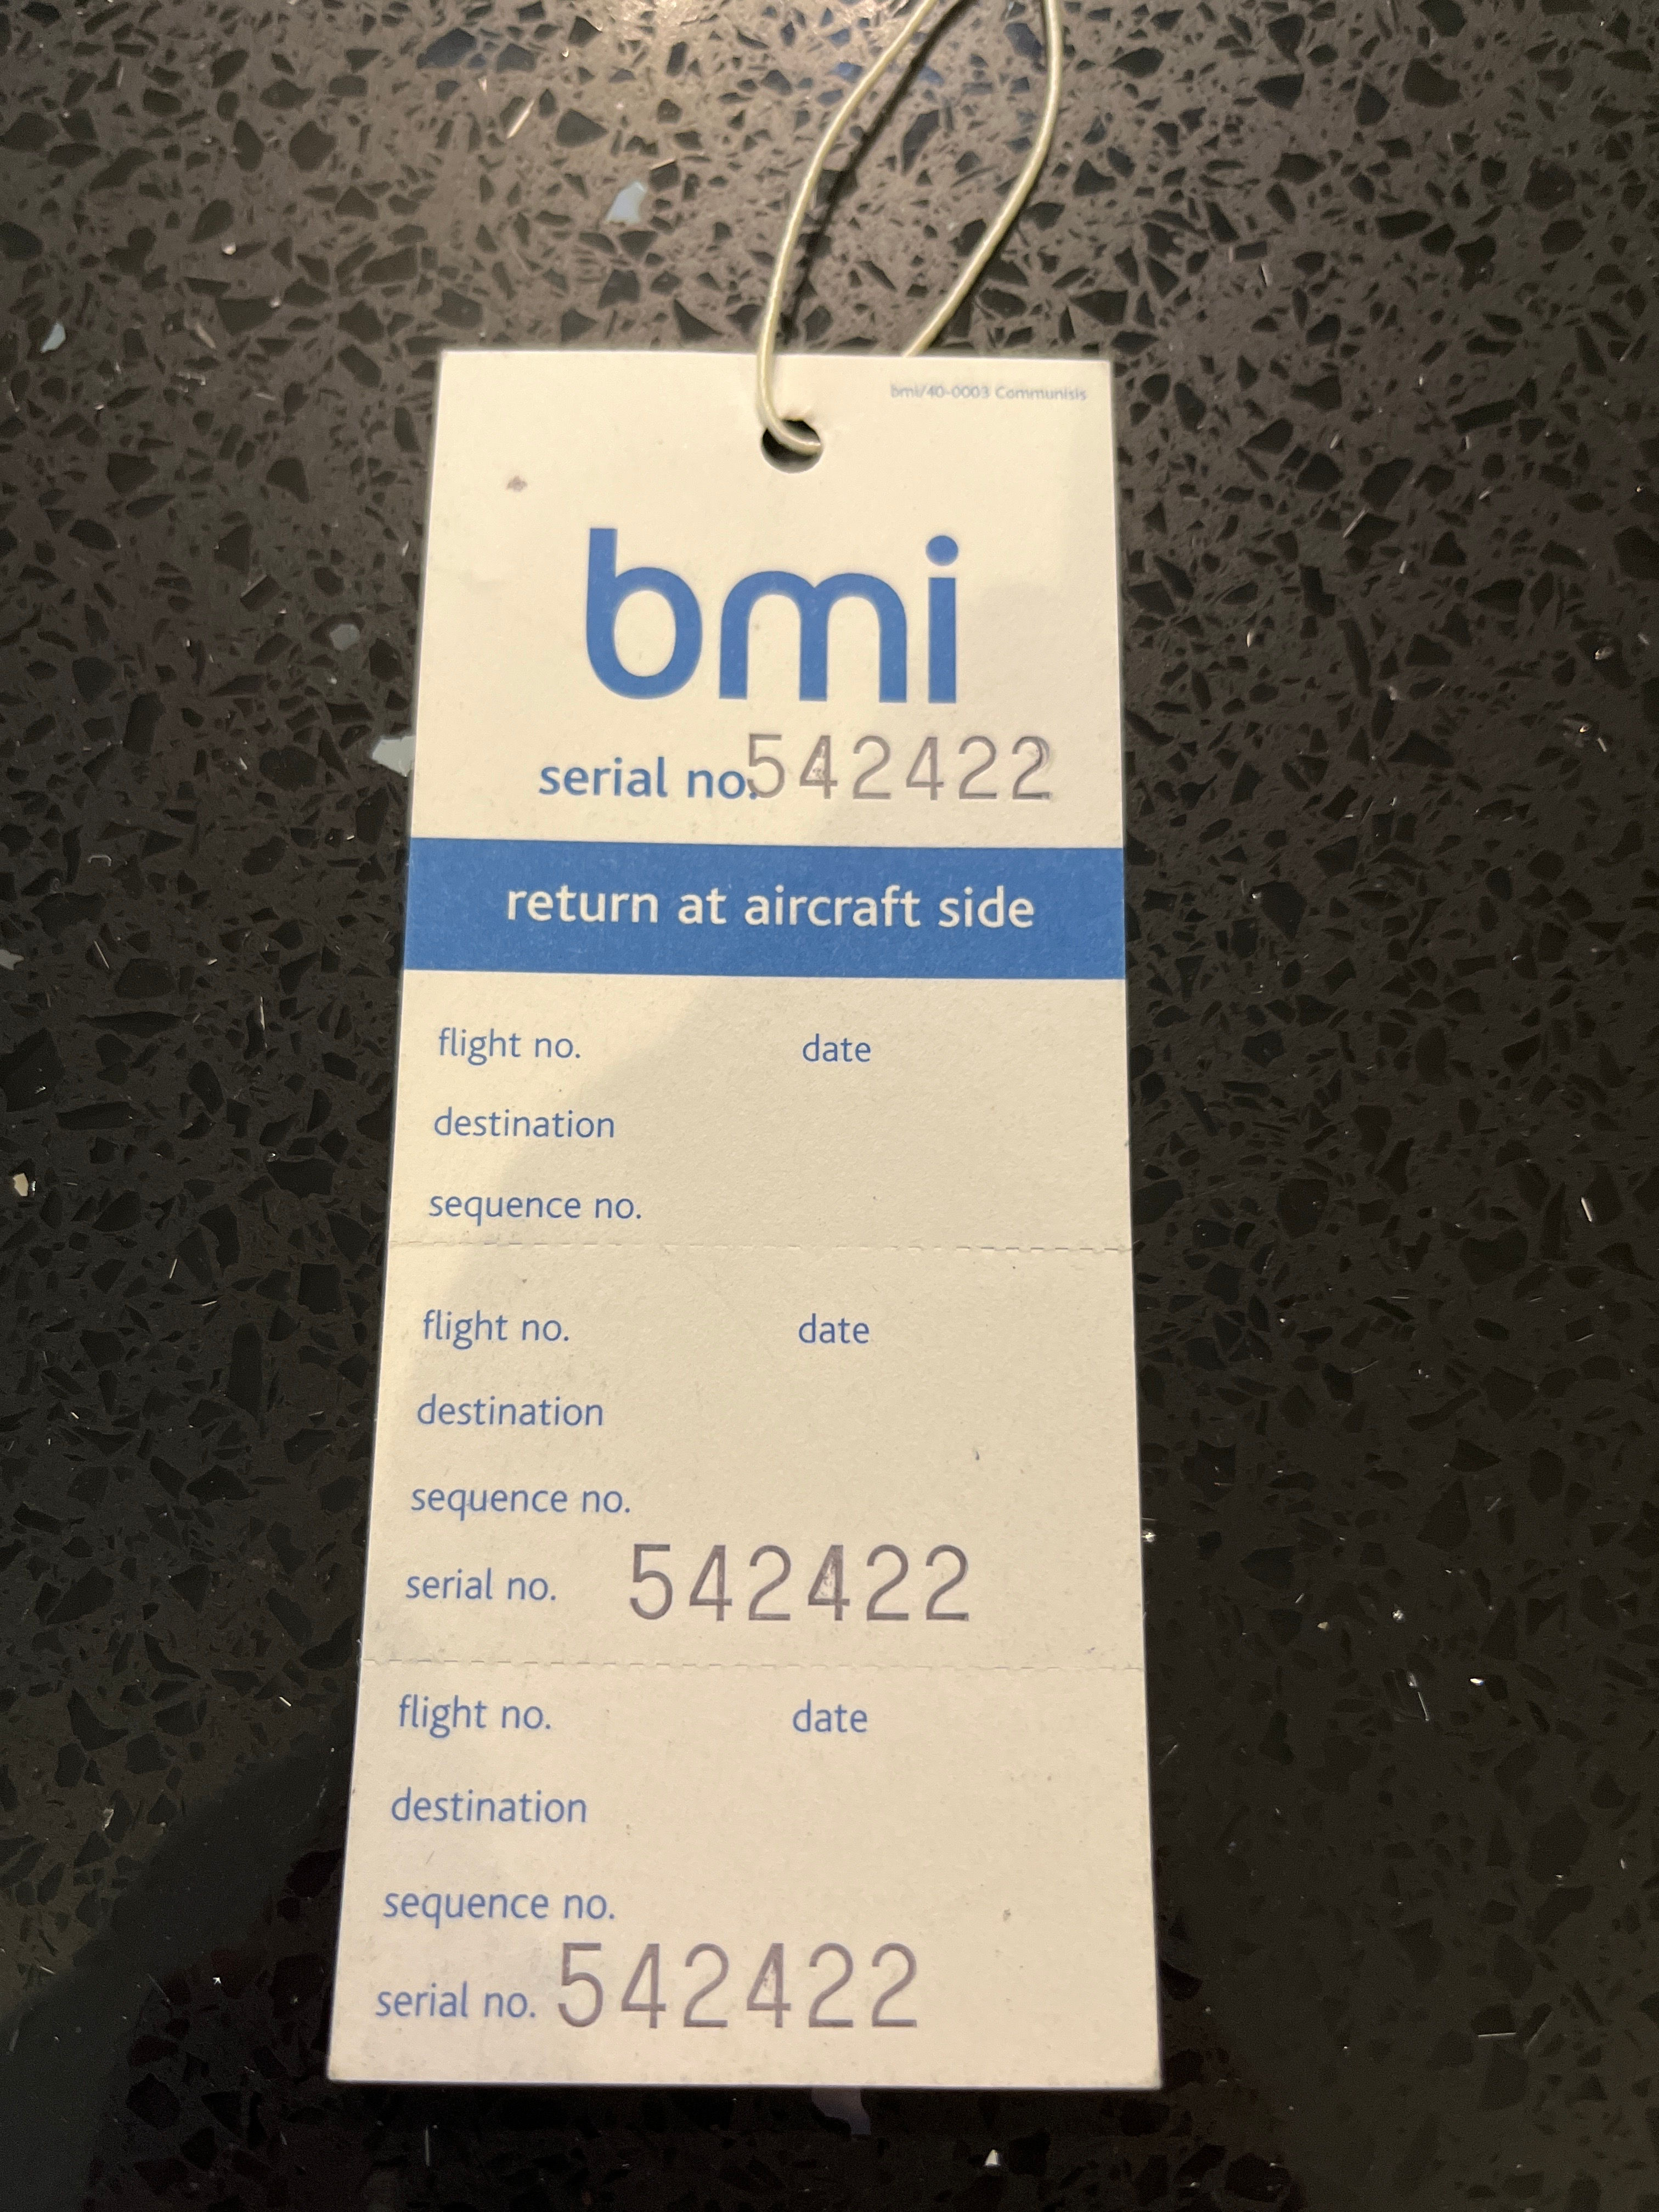 bmi/40-0003 Communisis
bmi
serial no. 542422
return at aircraft side
flight no. date
destination
sequence no.
flight no. date
destination
sequence no.
serial no. 542422
flight no. date
destination
sequence no.
serial no. 542422